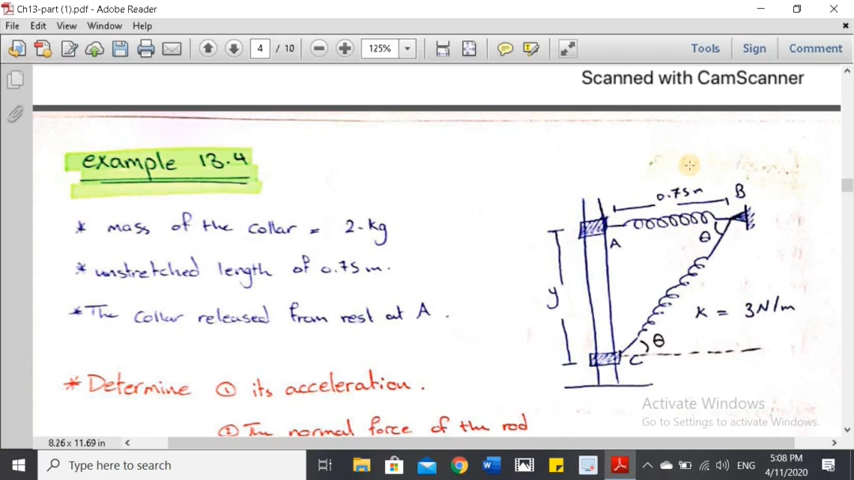 Ch13-part (1).pdf - Adobe Reader
File Edit View Window Help
4 / 10 125% Tools Sign Comment
Scanned with CamScanner
example 13.4
* mass of the collar = 2-kg
* unstretched length of 0.75 m.
* The collar released from rest at A.
* Determine ① its acceleration.
② The normal force of the rod
0.75m
B
A
θ
y
K = 3N/m
θ
C
Activate Windows
Go to Settings to activate Windows.
8.26 x 11.69 in
Type here to search
ENG
5:08 PM
4/11/2020